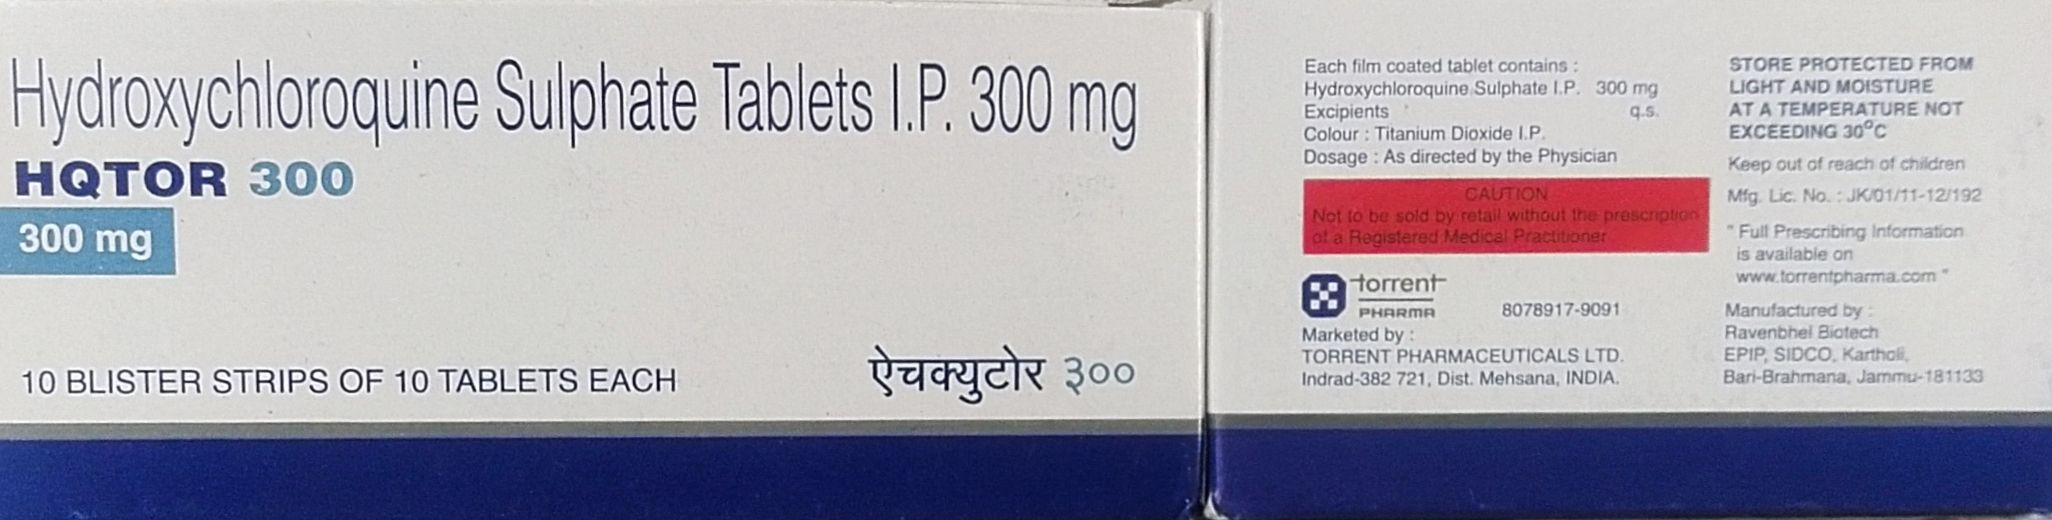 Hydroxychloroquine Sulphate Tablets I.P. 300 mg
HQTOR 300
300 mg
10 BLISTER STRIPS OF 10 TABLETS EACH
ऐचक्युटोर ३००
Each film coated tablet contains :
Hydroxychloroquine Sulphate I.P. 300 mg
Excipients q.s.
Colour : Titanium Dioxide I.P.
Dosage : As directed by the Physician
CAUTION
Not to be sold by retail without the prescription
of a Registered Medical Practitioner
torrent
PHARMA
8078917-9091
Marketed by :
TORRENT PHARMACEUTICALS LTD.
Indrad-382 721, Dist. Mehsana, INDIA.
STORE PROTECTED FROM
LIGHT AND MOISTURE
AT A TEMPERATURE NOT
EXCEEDING 30°C
Keep out of reach of children
Mfg. Lic. No. : JK/01/11-12/192
" Full Prescribing Information
is available on
www.torrentpharma.com "
Manufactured by :
Ravenbhel Biotech
EPIP, SIDCO, Kartholi,
Bari-Brahmana, Jammu-181133